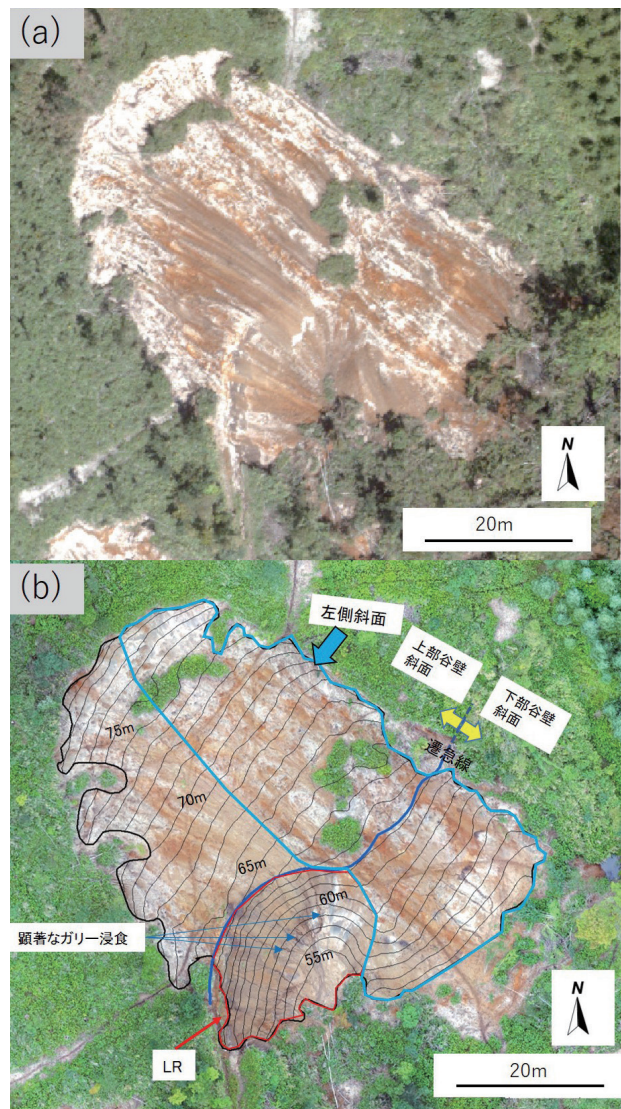 (a)
N
20m
(b)
左側斜面
上部谷壁
斜面
下部谷壁
斜面
遷急線
75m
70m
65m
60m
55m
顕著なガリー浸食
LR
N
20m